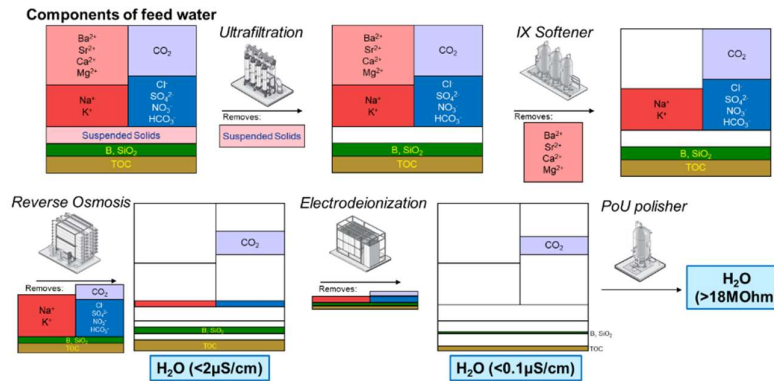 Components of feed water
Ba²⁺
Sr²⁺
Ca²⁺
Mg²⁺
CO₂
Na⁺
K⁺
Cl⁻
SO₄²⁻
NO₃⁻
HCO₃⁻
Suspended Solids
B, SiO₂
TOC
Ultrafiltration
Removes:
Suspended Solids
Ba²⁺
Sr²⁺
Ca²⁺
Mg²⁺
CO₂
Na⁺
K⁺
Cl⁻
SO₄²⁻
NO₃⁻
HCO₃⁻
B, SiO₂
TOC
IX Softener
Removes:
Ba²⁺
Sr²⁺
Ca²⁺
Mg²⁺
CO₂
Na⁺
K⁺
Cl⁻
SO₄²⁻
NO₃⁻
HCO₃⁻
B, SiO₂
TOC
Reverse Osmosis
Removes:
CO₂
Na⁺
K⁺
Cl⁻
SO₄²⁻
NO₃⁻
HCO₃⁻
B, SiO₂
TOC
CO₂
B, SiO₂
TOC
H₂O (<2µS/cm)
Electrodeionization
Removes:
CO₂
B, SiO₂
TOC
H₂O (<0.1µS/cm)
PoU polisher
H₂O
(>18MOhm